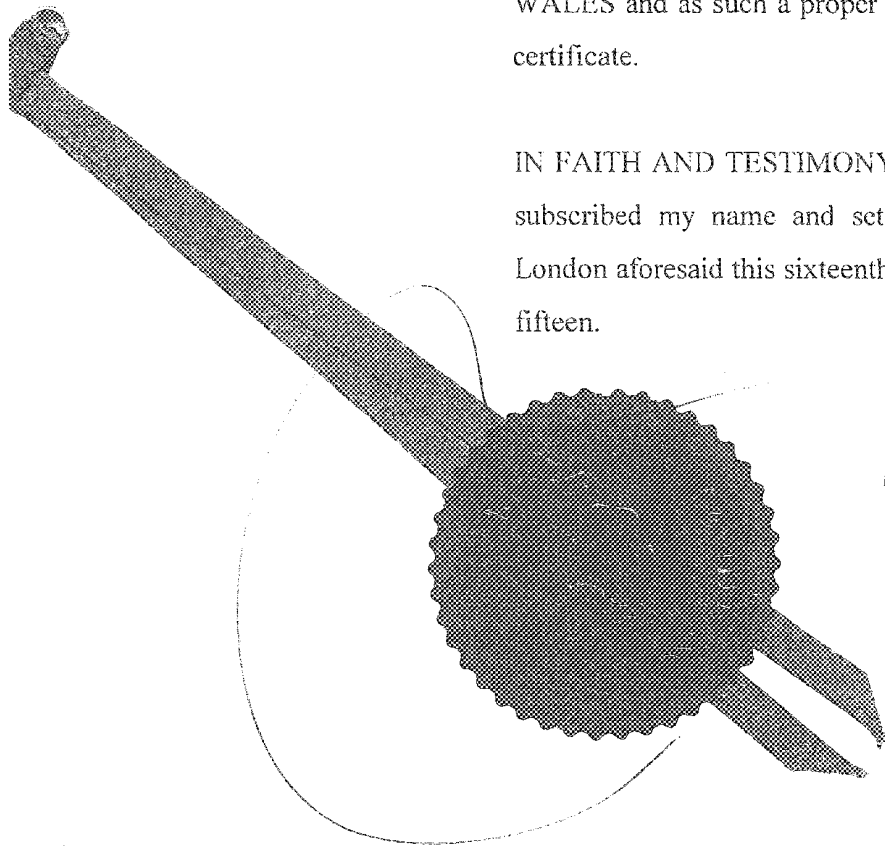 WALES and as such a proper
certificate.
IN FAITH AND TESTIMONY
subscribed my name and set
London aforesaid this sixteenth
fifteen.